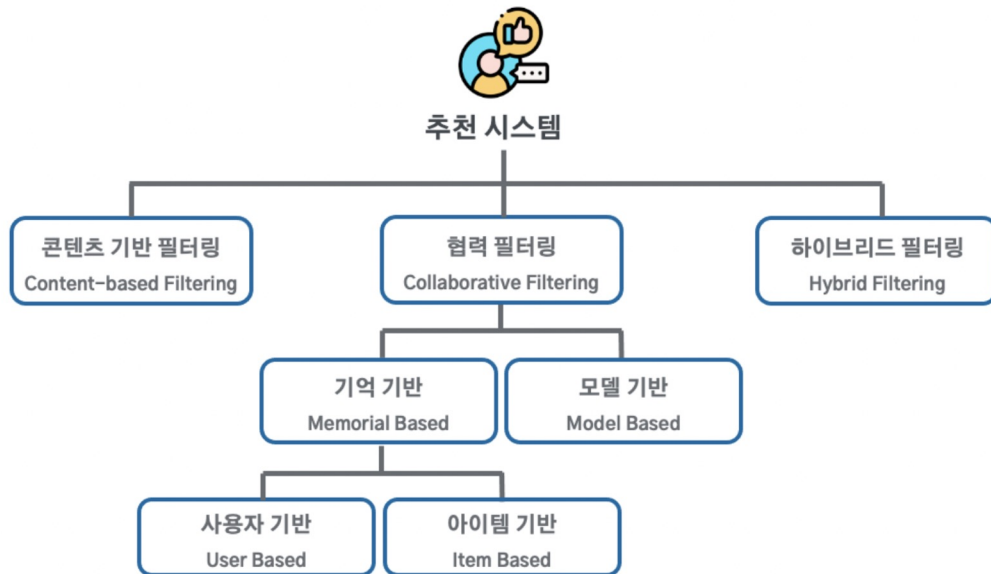 추천 시스템
콘텐츠 기반 필터링
Content-based Filtering
협력 필터링
Collaborative Filtering
하이브리드 필터링
Hybrid Filtering
기억 기반
Memorial Based
모델 기반
Model Based
사용자 기반
User Based
아이템 기반
Item Based